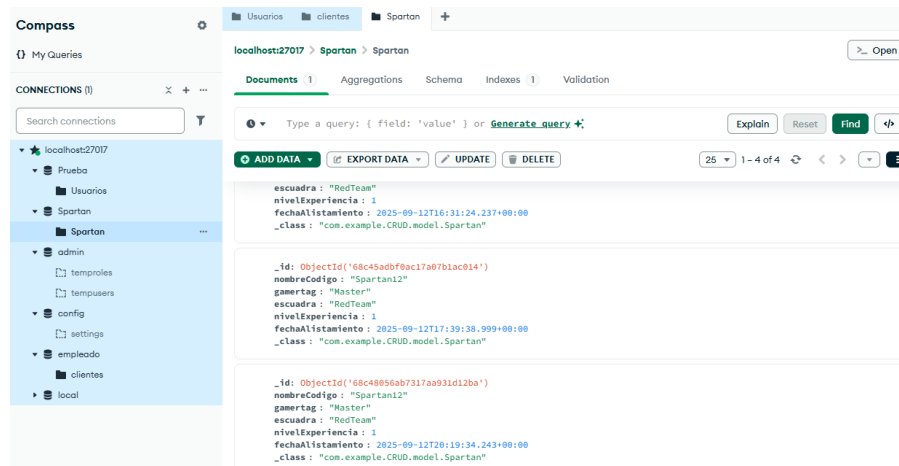 Compass
{} My Queries
CONNECTIONS (1)
Search connections
localhost:27017
Prueba
Usuarios
Spartan
Spartan
admin
temproles
tempusers
config
settings
empleado
clientes
local
Usuarios
clientes
Spartan
localhost:27017 > Spartan > Spartan
>_ Open
Documents 1 Aggregations Schema Indexes 1 Validation
Type a query: { field: 'value' } or Generate query
Explain Reset Find </>
ADD DATA EXPORT DATA UPDATE DELETE
25 1 – 4 of 4
escuadra : "RedTeam"
nivelExperiencia : 1
fechaAlistamiento : 2025-09-12T16:31:24.237+00:00
_class : "com.example.CRUD.model.Spartan"
_id: ObjectId('68c45adbf0ac17a07b1ac014')
nombreCodigo : "Spartan12"
gamertag : "Master"
escuadra : "RedTeam"
nivelExperiencia : 1
fechaAlistamiento : 2025-09-12T17:39:38.999+00:00
_class : "com.example.CRUD.model.Spartan"
_id: ObjectId('68c48056ab7317aa931d12ba')
nombreCodigo : "Spartan12"
gamertag : "Master"
escuadra : "RedTeam"
nivelExperiencia : 1
fechaAlistamiento : 2025-09-12T20:19:34.243+00:00
_class : "com.example.CRUD.model.Spartan"